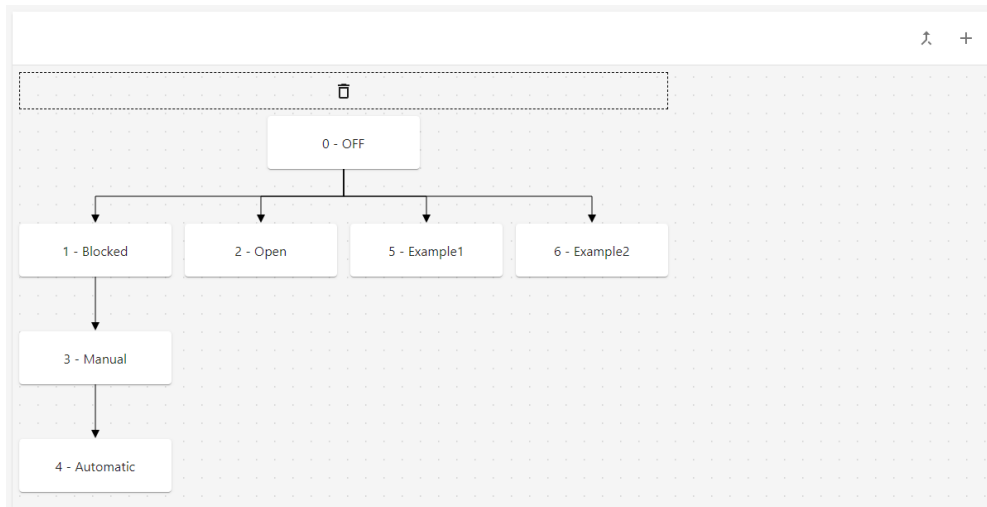 0 - OFF
1 - Blocked
2 - Open
5 - Example1
6 - Example2
3 - Manual
4 - Automatic